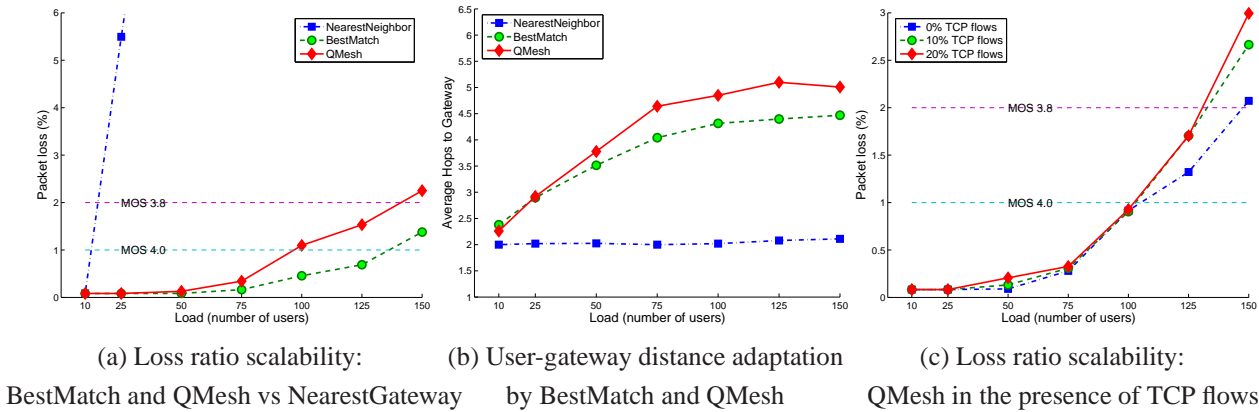 6
5
4
3
2
1
0
10
25
50
75
100
125
150
Packet loss (%)
Load (number of users)
MOS 3.8
MOS 4.0
NearestNeighbor
BestMatch
QMesh
6.5
6
5.5
5
4.5
4
3.5
3
2.5
2
1.5
1
10
25
50
75
100
125
150
Average Hops to Gateway
Load (number of users)
NearestNeighbor
BestMatch
QMesh
3
2.5
2
1.5
1
0.5
0
10
25
50
75
100
125
150
Packet loss (%)
Load (number of users)
MOS 3.8
MOS 4.0
0% TCP flows
10% TCP flows
20% TCP flows
(a) Loss ratio scalability:
BestMatch and QMesh vs NearestGateway
(b) User-gateway distance adaptation
by BestMatch and QMesh
(c) Loss ratio scalability:
QMesh in the presence of TCP flows